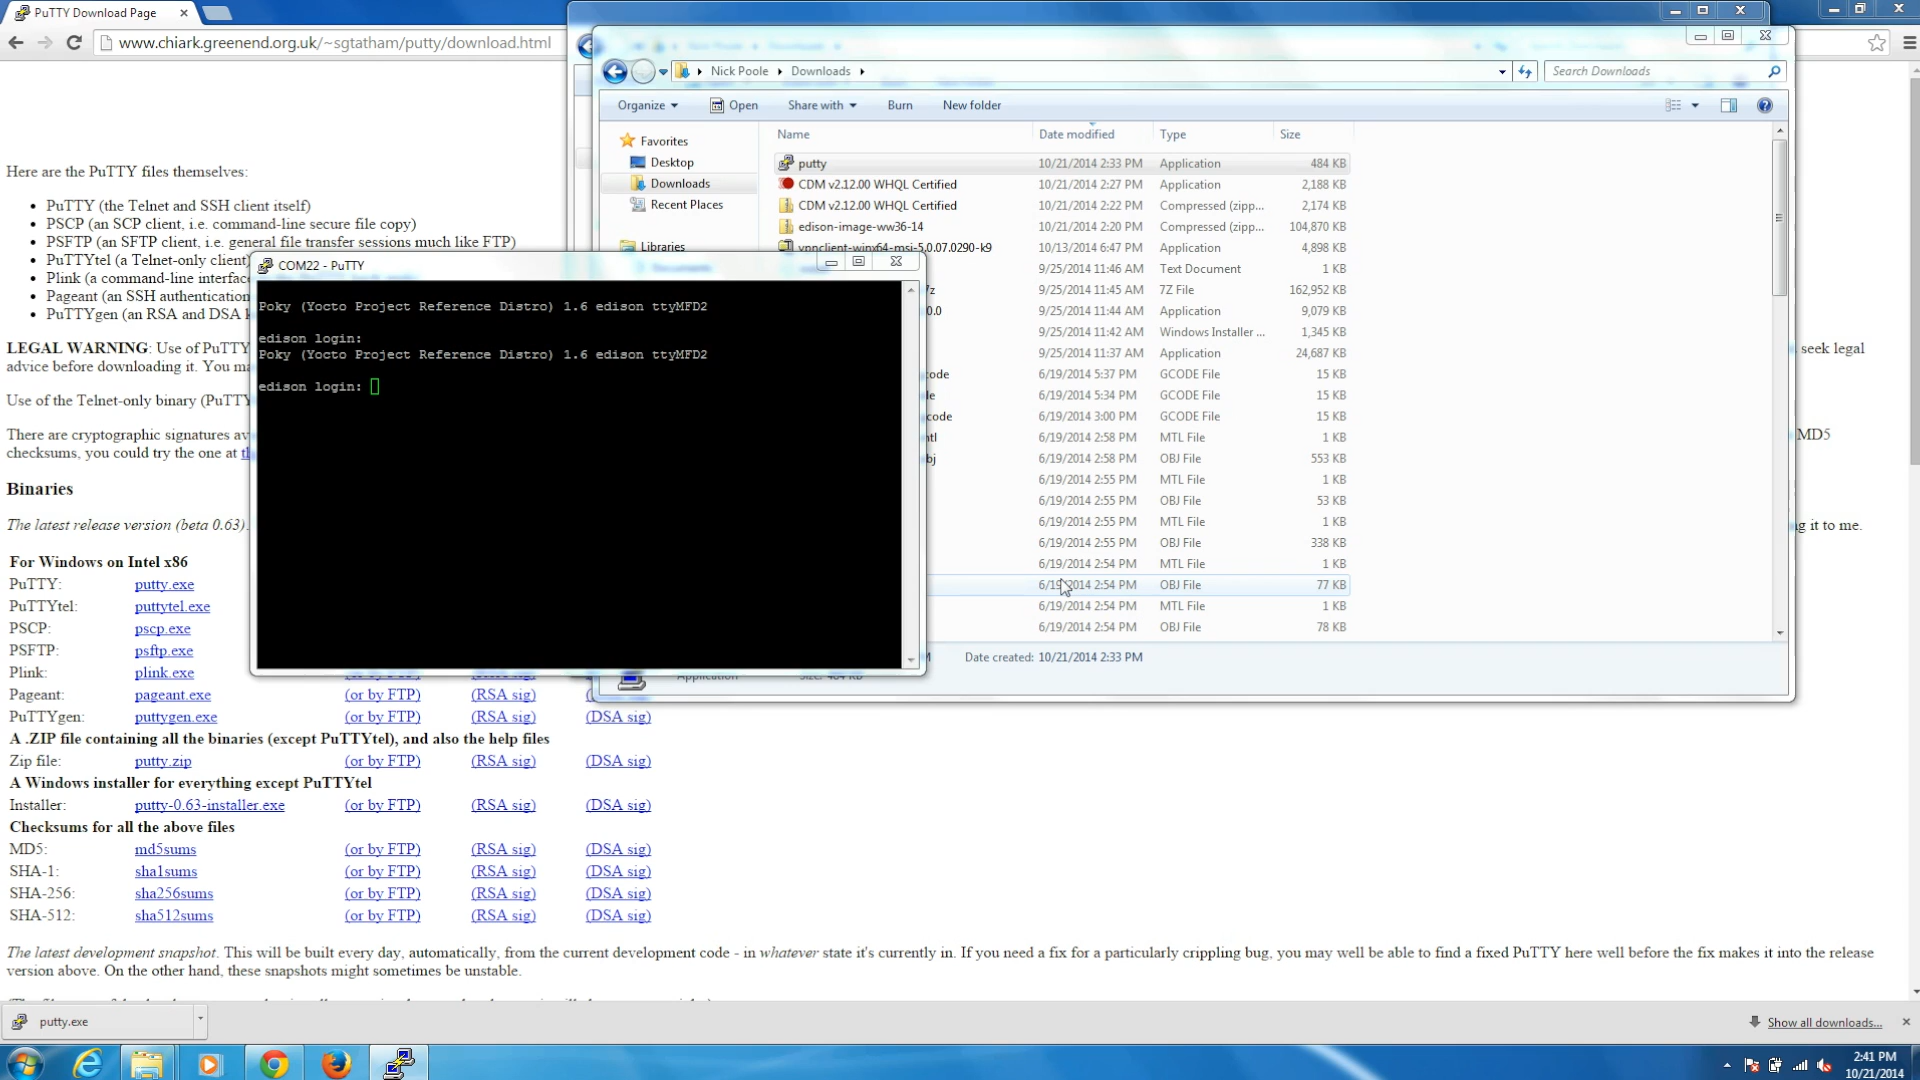 PuTTY Download Page
www.chiark.greenend.org.uk/~sgtatham/putty/download.html
Here are the PuTTY files themselves:
PuTTY (the Telnet and SSH client itself)
PSCP (an SCP client, i.e. command-line secure file copy)
PSFTP (an SFTP client, i.e. general file transfer sessions much like FTP)
PuTTYtel (a Telnet-only client)
Plink (a command-line interface
Pageant (an SSH authentication
PuTTYgen (an RSA and DSA
LEGAL WARNING: Use of PuTTY
seek legal
advice before downloading it. You
Use of the Telnet-only binary (PuTTY
There are cryptographic signatures
MD5
checksums, you could try the one at
Binaries
The latest release version (beta 0.63).
it to me.
For Windows on Intel x86
PuTTY: putty.exe
PuTTYtel: puttytel.exe
PSCP: pscp.exe
PSFTP: psftp.exe
Plink: plink.exe
Pageant: pageant.exe (or by FTP) (RSA sig)
PuTTYgen: puttygen.exe (or by FTP) (RSA sig) (DSA sig)
A .ZIP file containing all the binaries (except PuTTYtel), and also the help files
Zip file: putty.zip (or by FTP) (RSA sig) (DSA sig)
A Windows installer for everything except PuTTYtel
Installer: putty-0.63-installer.exe (or by FTP) (RSA sig) (DSA sig)
Checksums for all the above files
MD5: md5sums (or by FTP) (RSA sig) (DSA sig)
SHA-1: sha1sums (or by FTP) (RSA sig) (DSA sig)
SHA-256: sha256sums (or by FTP) (RSA sig) (DSA sig)
SHA-512: sha512sums (or by FTP) (RSA sig) (DSA sig)
The latest development snapshot. This will be built every day, automatically, from the current development code - in whatever state it's currently in. If you need a fix for a particularly crippling bug, you may well be able to find a fixed PuTTY here well before the fix makes it into the release
version above. On the other hand, these snapshots might sometimes be unstable.
Nick Poole Downloads
Search Downloads
Organize Open Share with Burn New folder
Favorites
Desktop
Downloads
Recent Places
Libraries
Name Date modified Type Size
putty 10/21/2014 2:33 PM Application 484 KB
CDM v2.12.00 WHQL Certified 10/21/2014 2:27 PM Application 2,188 KB
CDM v2.12.00 WHQL Certified 10/21/2014 2:22 PM Compressed (zipp... 2,174 KB
edison-image-ww36-14 10/21/2014 2:20 PM Compressed (zipp... 104,870 KB
vpnclient-winx64-msi-5.0.07.0290-k9 10/13/2014 6:47 PM Application 4,898 KB
9/25/2014 11:46 AM Text Document 1 KB
7z 9/25/2014 11:45 AM 7Z File 162,952 KB
0.0 9/25/2014 11:44 AM Application 9,079 KB
9/25/2014 11:42 AM Windows Installer ... 1,345 KB
9/25/2014 11:37 AM Application 24,687 KB
code 6/19/2014 5:37 PM GCODE File 15 KB
de 6/19/2014 5:34 PM GCODE File 15 KB
code 6/19/2014 3:00 PM GCODE File 15 KB
mtl 6/19/2014 2:58 PM MTL File 1 KB
bj 6/19/2014 2:58 PM OBJ File 553 KB
6/19/2014 2:55 PM MTL File 1 KB
6/19/2014 2:55 PM OBJ File 53 KB
6/19/2014 2:55 PM MTL File 1 KB
6/19/2014 2:55 PM OBJ File 338 KB
6/19/2014 2:54 PM MTL File 1 KB
6/19/2014 2:54 PM OBJ File 77 KB
6/19/2014 2:54 PM MTL File 1 KB
6/19/2014 2:54 PM OBJ File 78 KB
Date created: 10/21/2014 2:33 PM
Application Size: 484 KB
COM22 - PuTTY
Poky (Yocto Project Reference Distro) 1.6 edison ttyMFD2
edison login:
Poky (Yocto Project Reference Distro) 1.6 edison ttyMFD2
edison login:
putty.exe
Show all downloads...
2:41 PM
10/21/2014